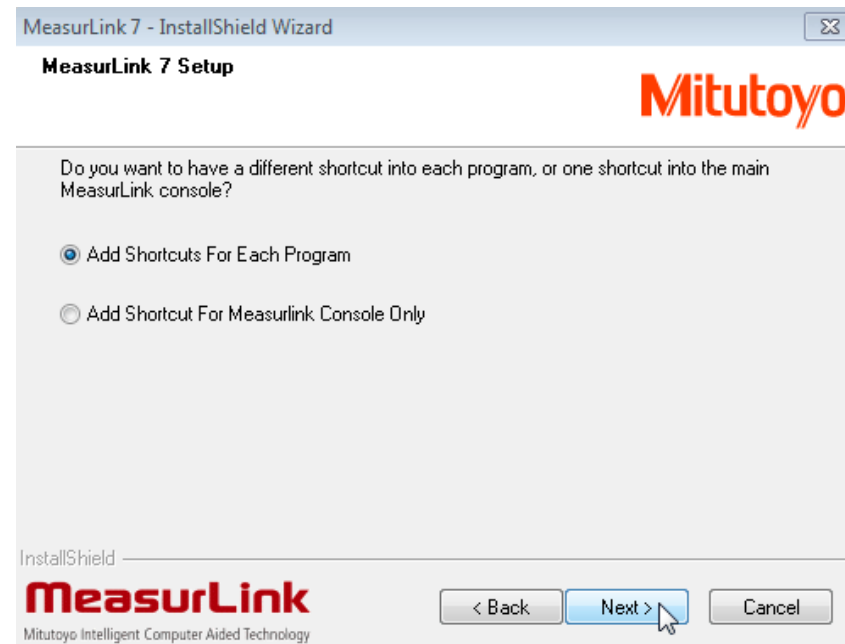 MeasurLink 7 - InstallShield Wizard
MeasurLink 7 Setup
Mitutoyo
Do you want to have a different shortcut into each program, or one shortcut into the main
MeasurLink console?
Add Shortcuts For Each Program
Add Shortcut For Measurlink Console Only
InstallShield
MeasurLink
Mitutoyo Intelligent Computer Aided Technology
< Back
Next >
Cancel